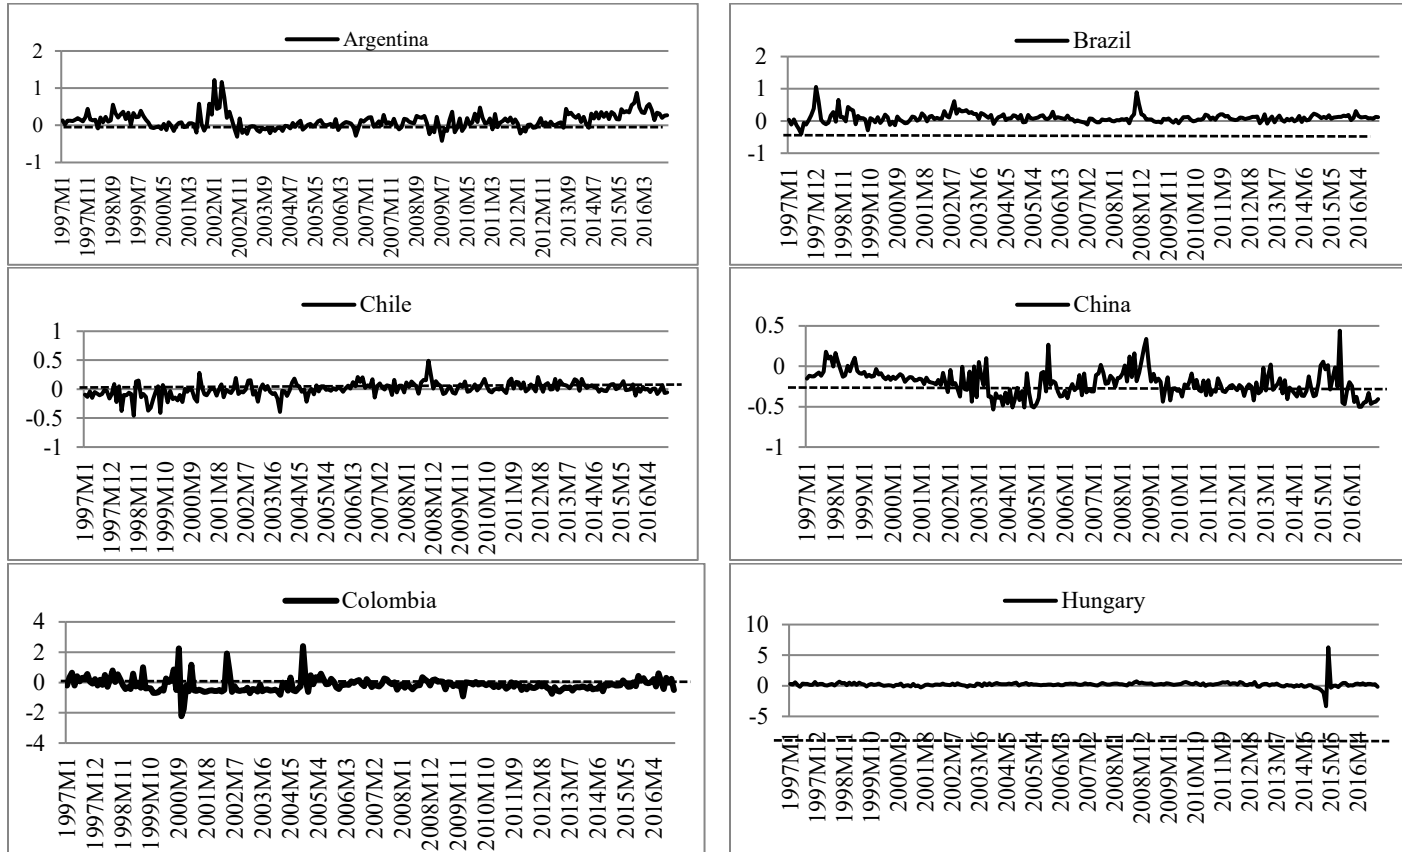 Argentina
2
1
0
-1
1997M1
1997M11
1998M9
1999M7
2000M5
2001M3
2002M1
2002M11
2003M9
2004M7
2005M5
2006M3
2007M1
2007M11
2008M9
2009M7
2010M5
2011M3
2012M1
2012M11
2013M9
2014M7
2015M5
2016M3
Brazil
2
1
0
-1
1997M1
1997M12
1998M11
1999M10
2000M9
2001M8
2002M7
2003M6
2004M5
2005M4
2006M3
2007M2
2008M1
2008M12
2009M11
2010M10
2011M9
2012M8
2013M7
2014M6
2015M5
2016M4
Chile
1
0.5
0
-0.5
-1
1997M1
1997M12
1998M11
1999M10
2000M9
2001M8
2002M7
2003M6
2004M5
2005M4
2006M3
2007M2
2008M1
2008M12
2009M11
2010M10
2011M9
2012M8
2013M7
2014M6
2015M5
2016M4
China
0.5
0
-0.5
-1
1997M1
1998M1
1999M1
2000M1
2001M1
2002M1
2003M1
2004M1
2005M1
2006M1
2007M1
2008M1
2009M1
2010M1
2011M1
2012M1
2013M1
2014M1
2015M1
2016M1
Colombia
4
2
0
-2
-4
1997M1
1997M12
1998M11
1999M10
2000M9
2001M8
2002M7
2003M6
2004M5
2005M4
2006M3
2007M2
2008M1
2008M12
2009M11
2010M10
2011M9
2012M8
2013M7
2014M6
2015M5
2016M4
Hungary
10
5
0
-5
1997M1
1997M12
1998M11
1999M10
2000M9
2001M8
2002M7
2003M6
2004M5
2005M4
2006M3
2007M2
2008M1
2008M12
2009M11
2010M10
2011M9
2012M8
2013M7
2014M6
2015M5
2016M4